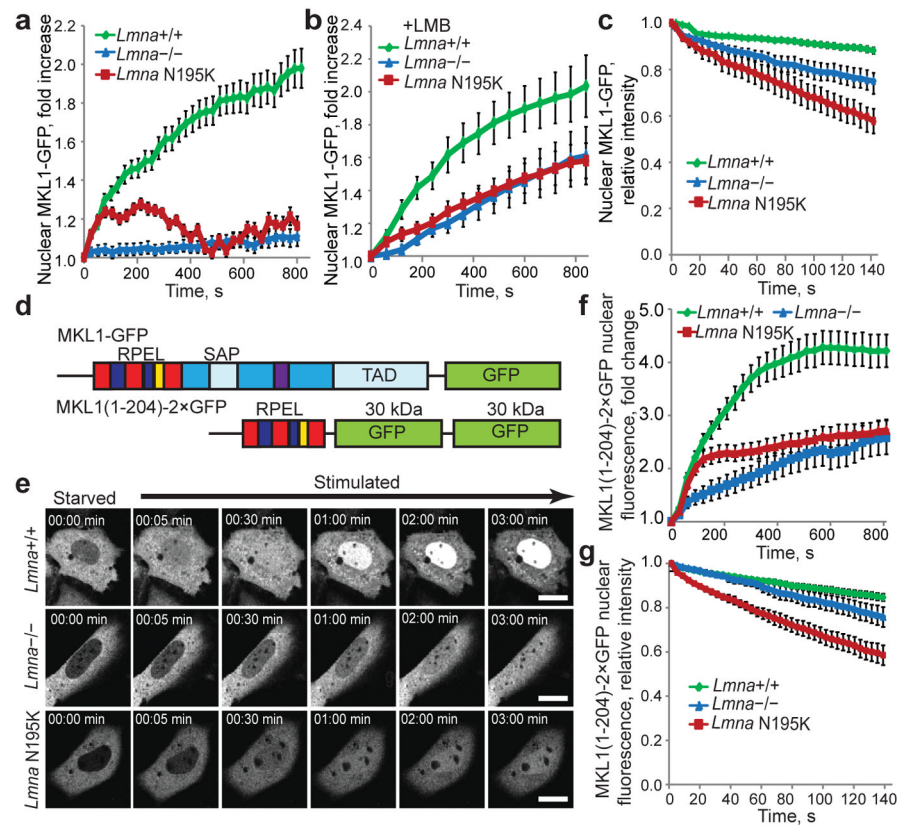 a
Nuclear MKL1-GFP, fold increase
2.2
2.0
1.8
1.6
1.4
1.2
1.0
Lmna+/+
Lmna−/−
Lmna N195K
0 200 400 600 800
Time, s
b
Nuclear MKL1-GFP, fold increase
2.2
2.0
1.8
1.6
1.4
1.2
1.0
+LMB
Lmna+/+
Lmna−/−
Lmna N195K
0 200 400 600 800
Time, s
c
Nuclear MKL1-GFP,
relative intensity
1.0
0.8
0.6
0.4
0.2
0.0
Lmna+/+
Lmna−/−
Lmna N195K
0 20 40 60 80 100 120 140
Time, s
d
MKL1-GFP
RPEL SAP
TAD GFP
MKL1(1-204)-2×GFP
RPEL 30 kDa 30 kDa
GFP GFP
e
Starved Stimulated
Lmna+/+
00:00 min 00:05 min 00:30 min 01:00 min 02:00 min 03:00 min
Lmna−/−
00:00 min 00:05 min 00:30 min 01:00 min 02:00 min 03:00 min
Lmna N195K
00:00 min 00:05 min 00:30 min 01:00 min 02:00 min 03:00 min
f
MKL1(1-204)-2×GFP nuclear
fluorescence, fold change
5.0
4.0
3.0
2.0
1.0
Lmna+/+ Lmna−/−
Lmna N195K
0 200 400 600 800
Time, s
g
MKL1(1-204)-2×GFP nuclear
fluorescence, relative intensity
1.0
0.8
0.6
0.4
0.2
0.0
Lmna+/+
Lmna−/−
Lmna N195K
0 20 40 60 80 100 120 140
Time, s